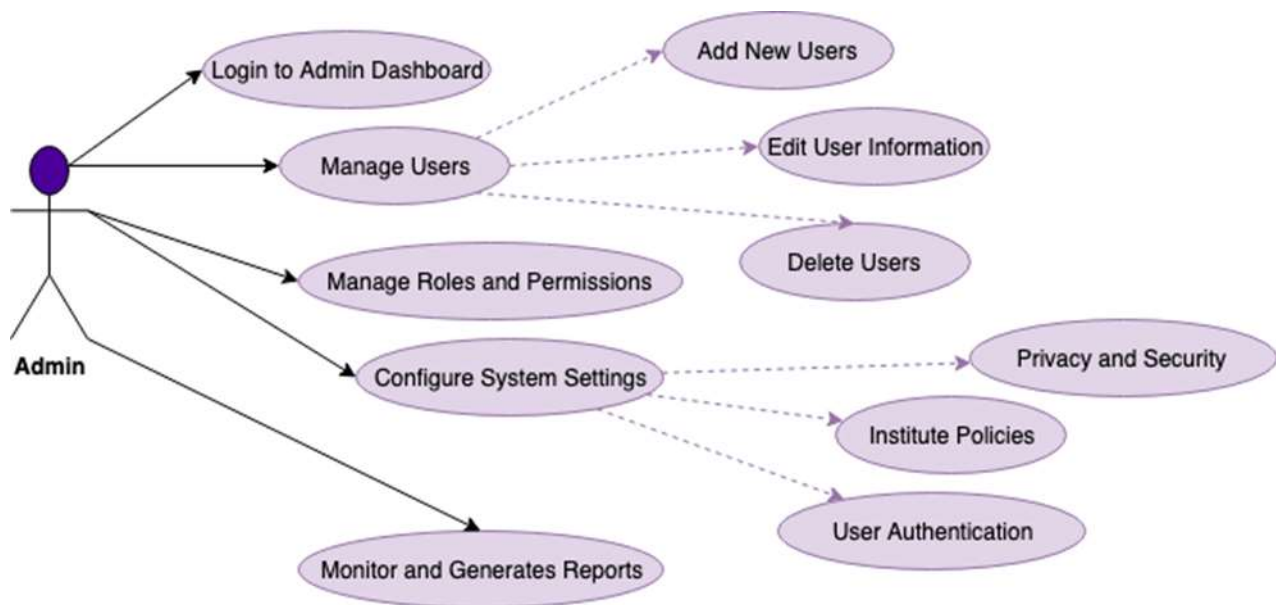 Login to Admin Dashboard
Add New Users
Manage Users
Edit User Information
Delete Users
Manage Roles and Permissions
Admin
Configure System Settings
Privacy and Security
Institute Policies
User Authentication
Monitor and Generates Reports